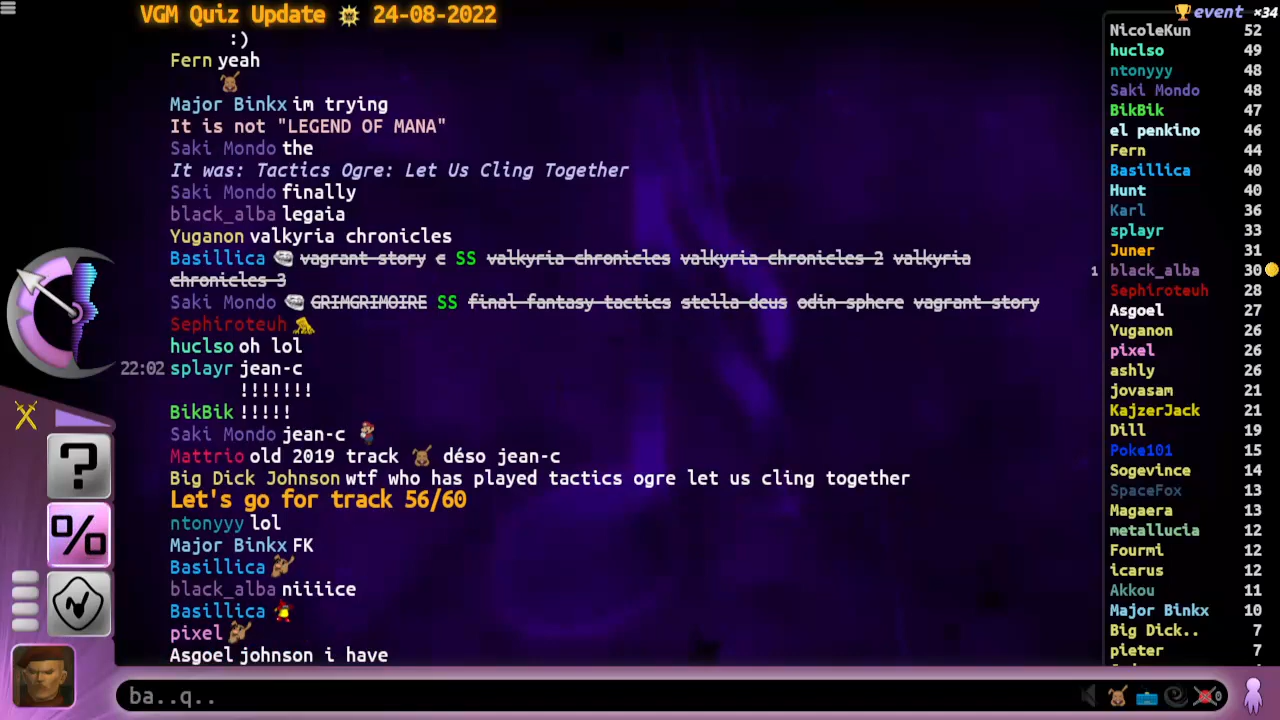 VGM Quiz Update 24-08-2022
event ×34
:)
Fern yeah
Major Binkx im trying
It is not "LEGEND OF MANA"
Saki Mondo the
It was: Tactics Ogre: Let Us Cling Together
Saki Mondo finally
black_alba legaia
Yuganon valkyria chronicles
Basillica vagrant story c SS valkyria chronicles valkyria chronicles 2 valkyria
chronicles 3
Saki Mondo GRIMGRIMOIRE SS final fantasy tactics stella deus odin sphere vagrant story
Sephiroteuh
huclso oh lol
22:02 splayr jean-c
!!!!!!!
BikBik !!!!!
Saki Mondo jean-c
Mattrio old 2019 track déso jean-c
Big Dick Johnson wtf who has played tactics ogre let us cling together
Let's go for track 56/60
ntonyyy lol
Major Binkx FK
Basillica
black_alba niiiice
Basillica
pixel
Asgoel johnson i have
ba..q..
?
%
0
NicoleKun 52
huclso 49
ntonyyy 48
Saki Mondo 48
BikBik 47
el penkino 46
Fern 44
Basillica 40
Hunt 40
Karl 36
splayr 33
Juner 31
1 black_alba 30
Sephiroteuh 28
Asgoel 27
Yuganon 26
pixel 26
ashly 26
jovasam 21
KajzerJack 21
Dill 19
Poke101 15
Sogevince 14
SpaceFox 13
Magaera 13
metallucia 12
Fourmi 12
icarus 12
Akkou 11
Major Binkx 10
Big Dick.. 7
pieter 7